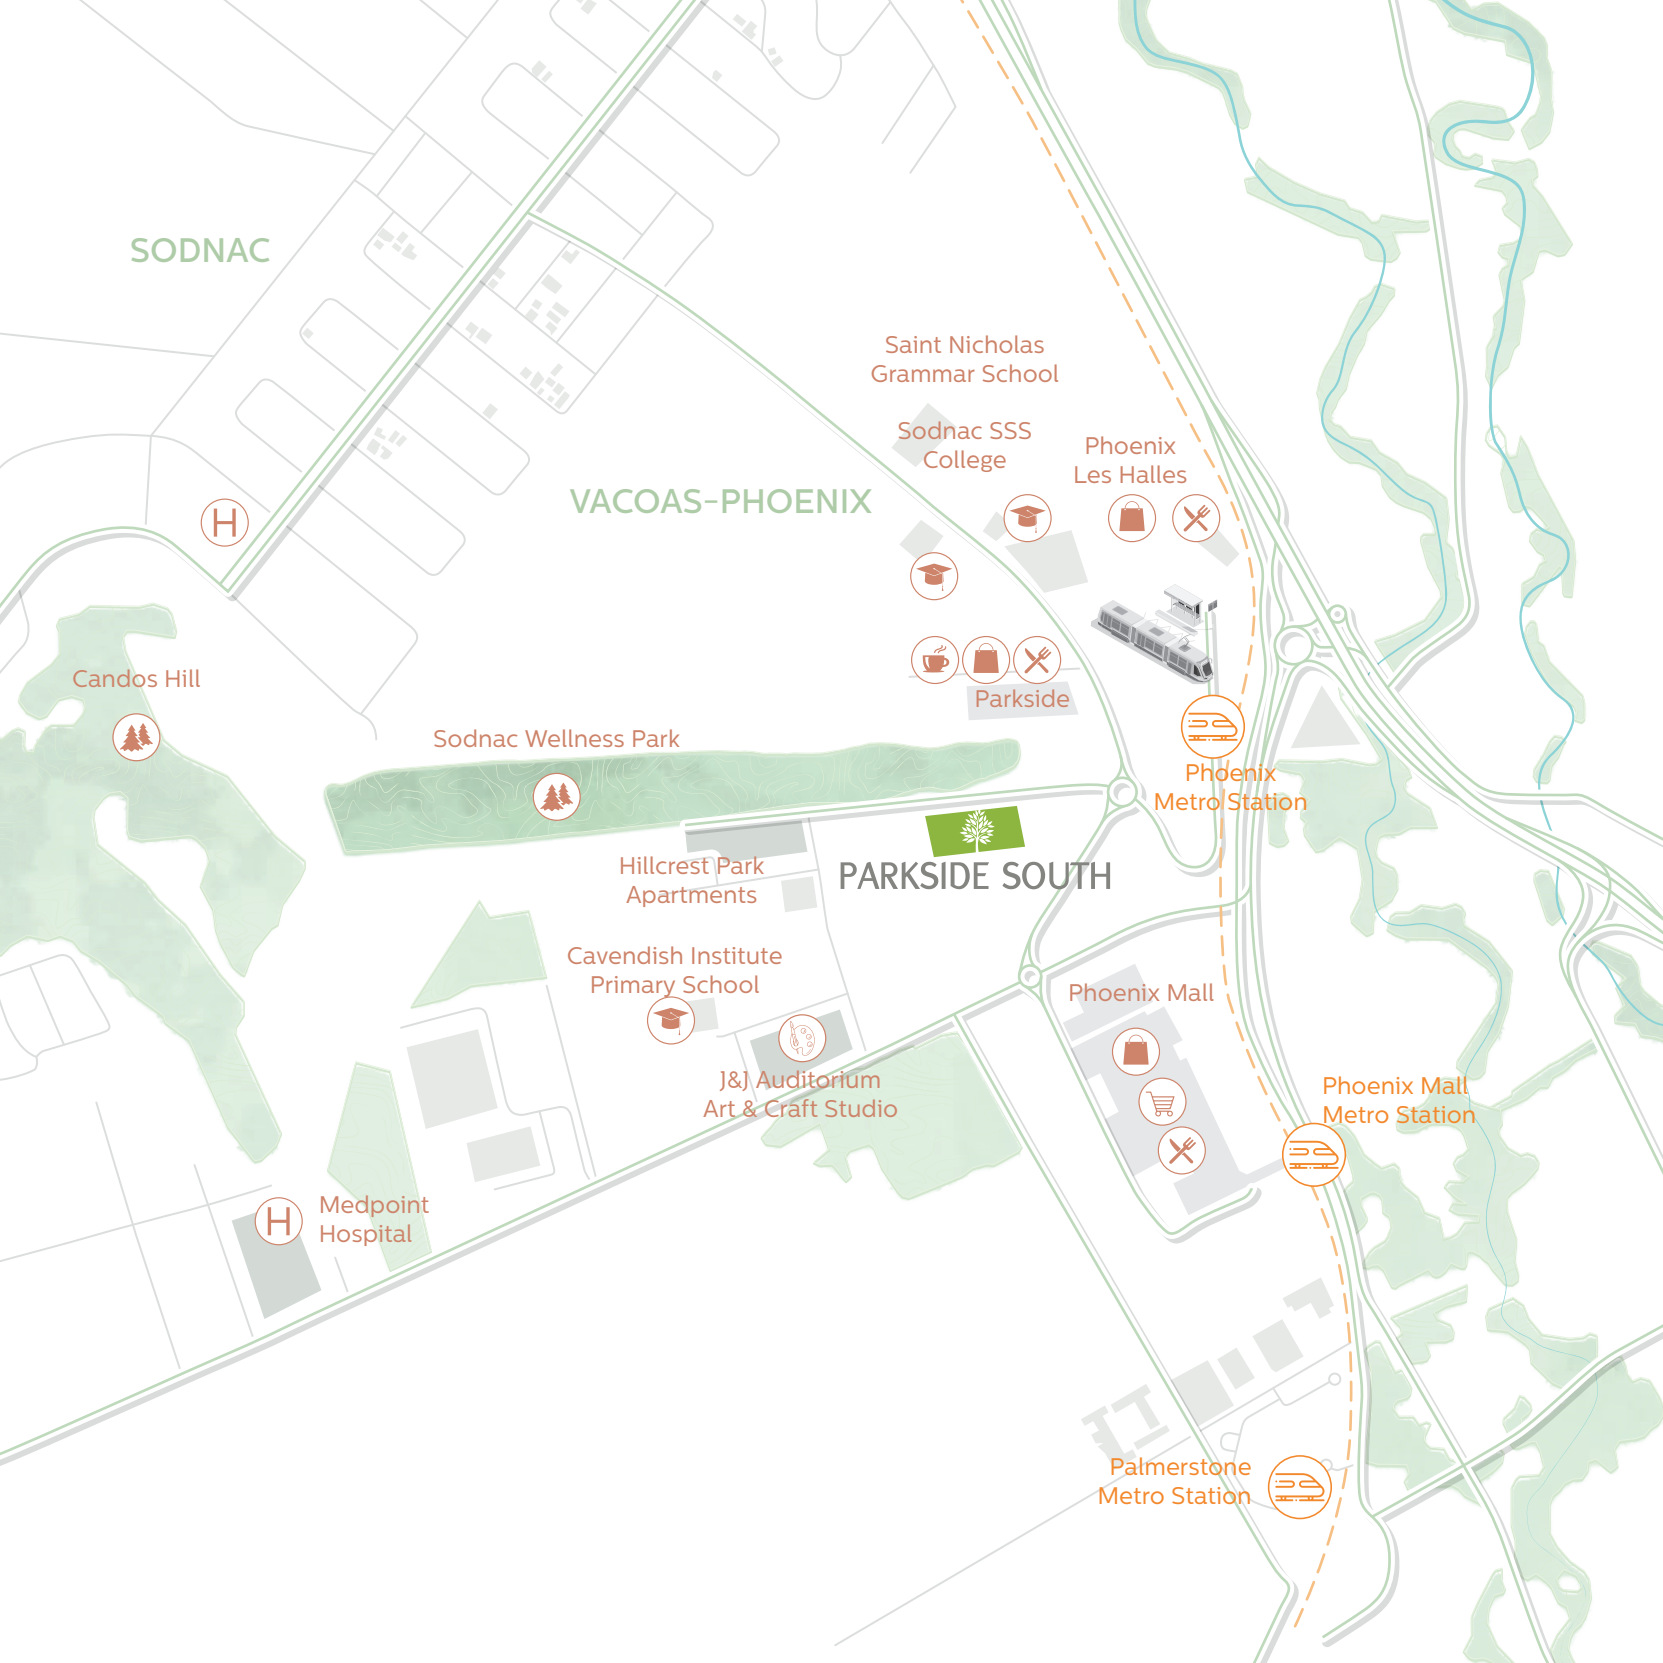 SODNAC
Saint Nicholas
Grammar School
Sodnac SSS
College
Phoenix
Les Halles
VACOAS-PHOENIX
H
Candos Hill
Sodnac Wellness Park
Parkside
Phoenix
Metro Station
Hillcrest Park
Apartments
PARKSIDE SOUTH
Cavendish Institute
Primary School
Phoenix Mall
J&J Auditorium
Art & Craft Studio
Phoenix Mall
Metro Station
H
Medpoint
Hospital
Palmerstone
Metro Station